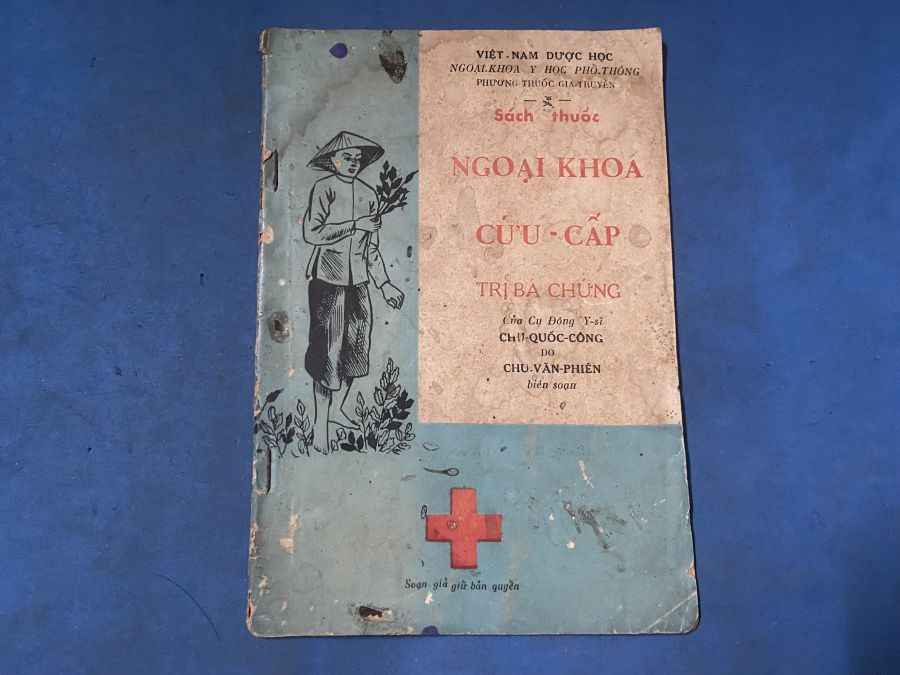 VIỆT-NAM DƯỢC HỌC
NGOẠI-KHOA Y HỌC PHỔ-THÔNG
PHƯƠNG THUỐC GIA-TRUYỀN
Sách thuốc
NGOẠI KHOA
CỨU-CẤP
TRỊ BÁ CHỨNG
Của Cụ Đông Y-sĩ
CHU-QUỐC-CÔNG
DO
CHU-VĂN-PHIÊN
biên soạn
Soạn giả giữ bản quyền